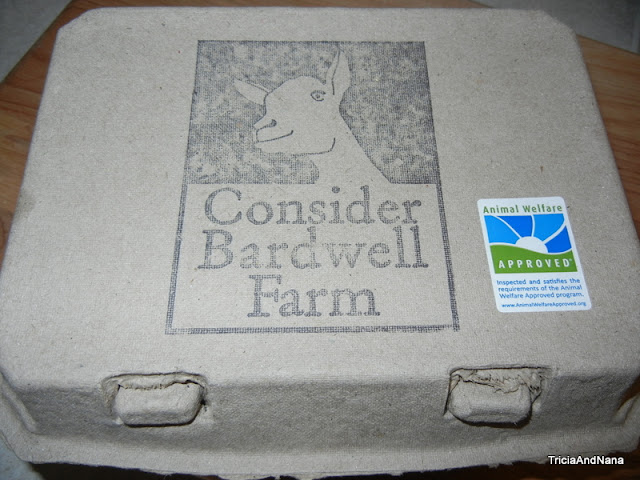 Consider
Bardwell
Farm
Animal Welfare
APPROVED
Inspected and satisfies the
requirements of the Animal
Welfare Approved program.
www.AnimalWelfareApproved.org
TriciaAndNana